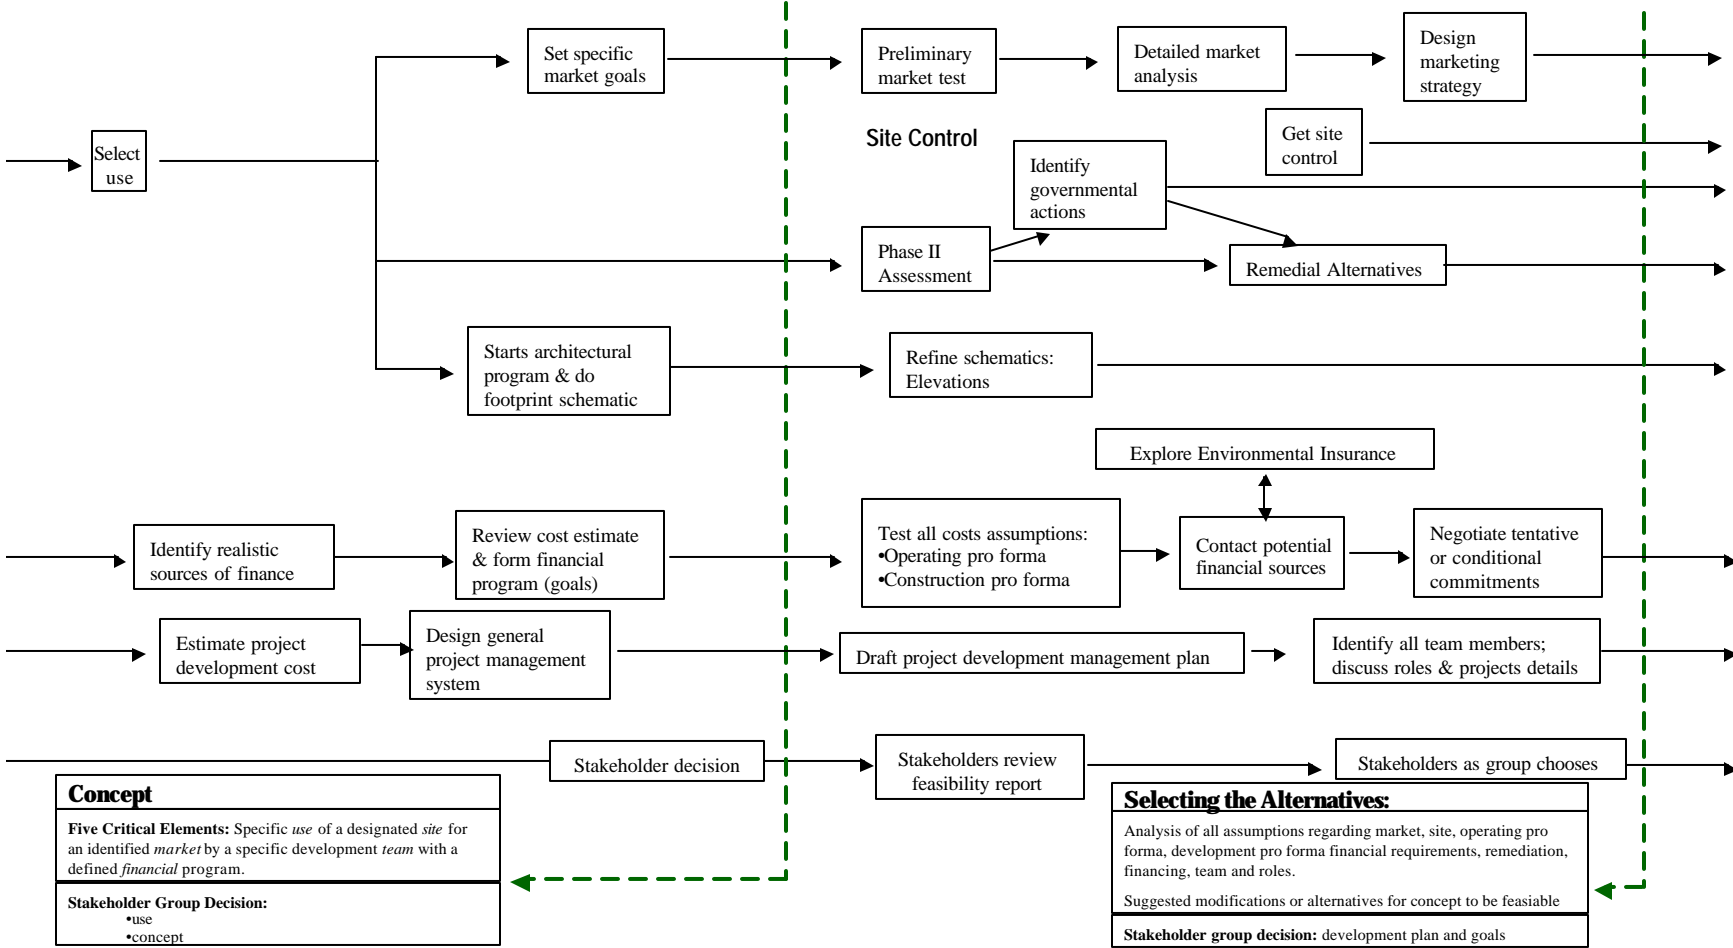 Set specific
market goals
Preliminary
market test
Detailed market
analysis
Design
marketing
strategy
Select
use
Site Control
Get site
control
Identify
governmental
actions
Phase II
Assessment
Remedial Alternatives
Starts architectural
program & do
footprint schematic
Refine schematics:
Elevations
Explore Environmental Insurance
Identify realistic
sources of finance
Review cost estimate
& form financial
program (goals)
Test all costs assumptions:
•Operating pro forma
•Construction pro forma
Contact potential
financial sources
Negotiate tentative
or conditional
commitments
Estimate project
development cost
Design general
project management
system
Draft project development management plan
Identify all team members;
discuss roles & projects details
Stakeholder decision
Stakeholders review
feasibility report
Stakeholders as group chooses
Concept
Five Critical Elements: Specific use of a designated site for
an identified market by a specific development team with a
defined financial program.
Stakeholder Group Decision:
•use
•concept
Selecting the Alternatives:
Analysis of all assumptions regarding market, site, operating pro
forma, development pro forma financial requirements, remediation,
financing, team and roles.
Suggested modifications or alternatives for concept to be feasiable
Stakeholder group decision: development plan and goals